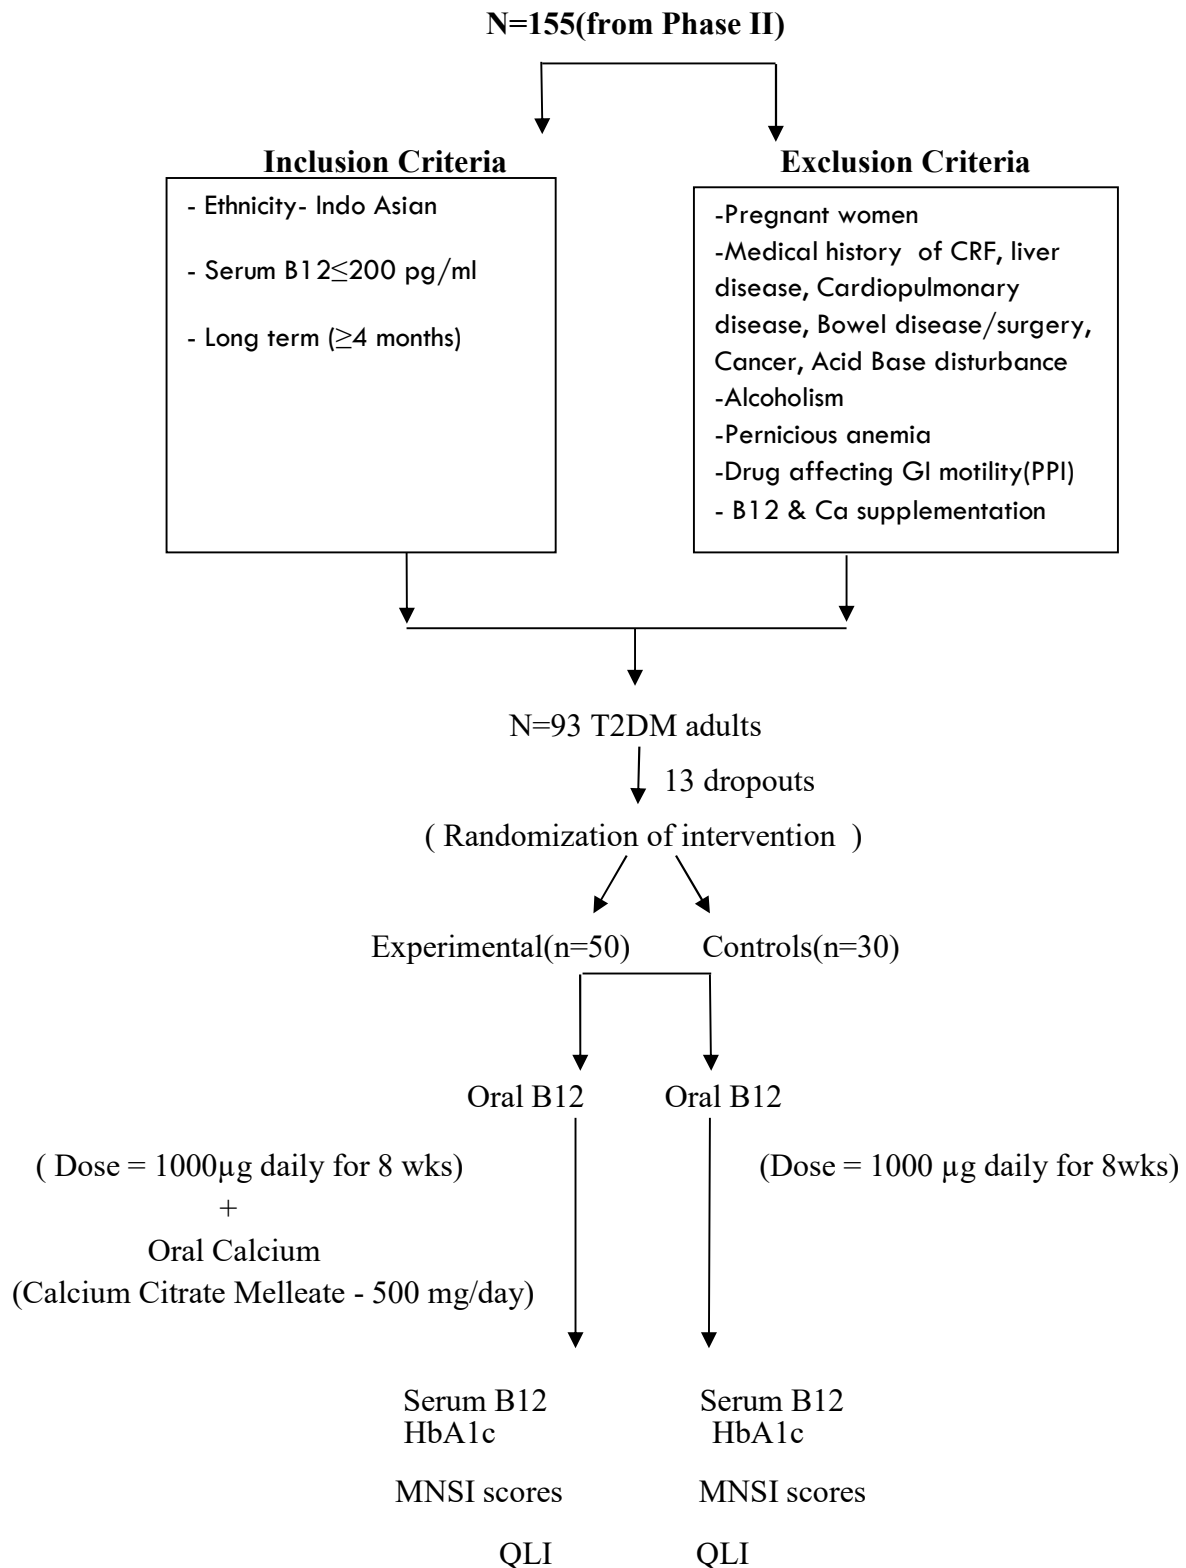 N=155(from Phase II)
Inclusion Criteria
- Ethnicity- Indo Asian
- Serum B12≤200 pg/ml
- Long term (≥4 months)
Exclusion Criteria
-Pregnant women
-Medical history of CRF, liver
disease, Cardiopulmonary
disease, Bowel disease/surgery,
Cancer, Acid Base disturbance
-Alcoholism
-Pernicious anemia
-Drug affecting GI motility(PPI)
- B12 & Ca supplementation
N=93 T2DM adults
13 dropouts
( Randomization of intervention )
Experimental(n=50) Controls(n=30)
Oral B12 Oral B12
( Dose = 1000µg daily for 8 wks)
+
Oral Calcium
(Calcium Citrate Melleate - 500 mg/day)
(Dose = 1000 µg daily for 8wks)
Serum B12 Serum B12
HbA1c HbA1c
MNSI scores MNSI scores
QLI QLI